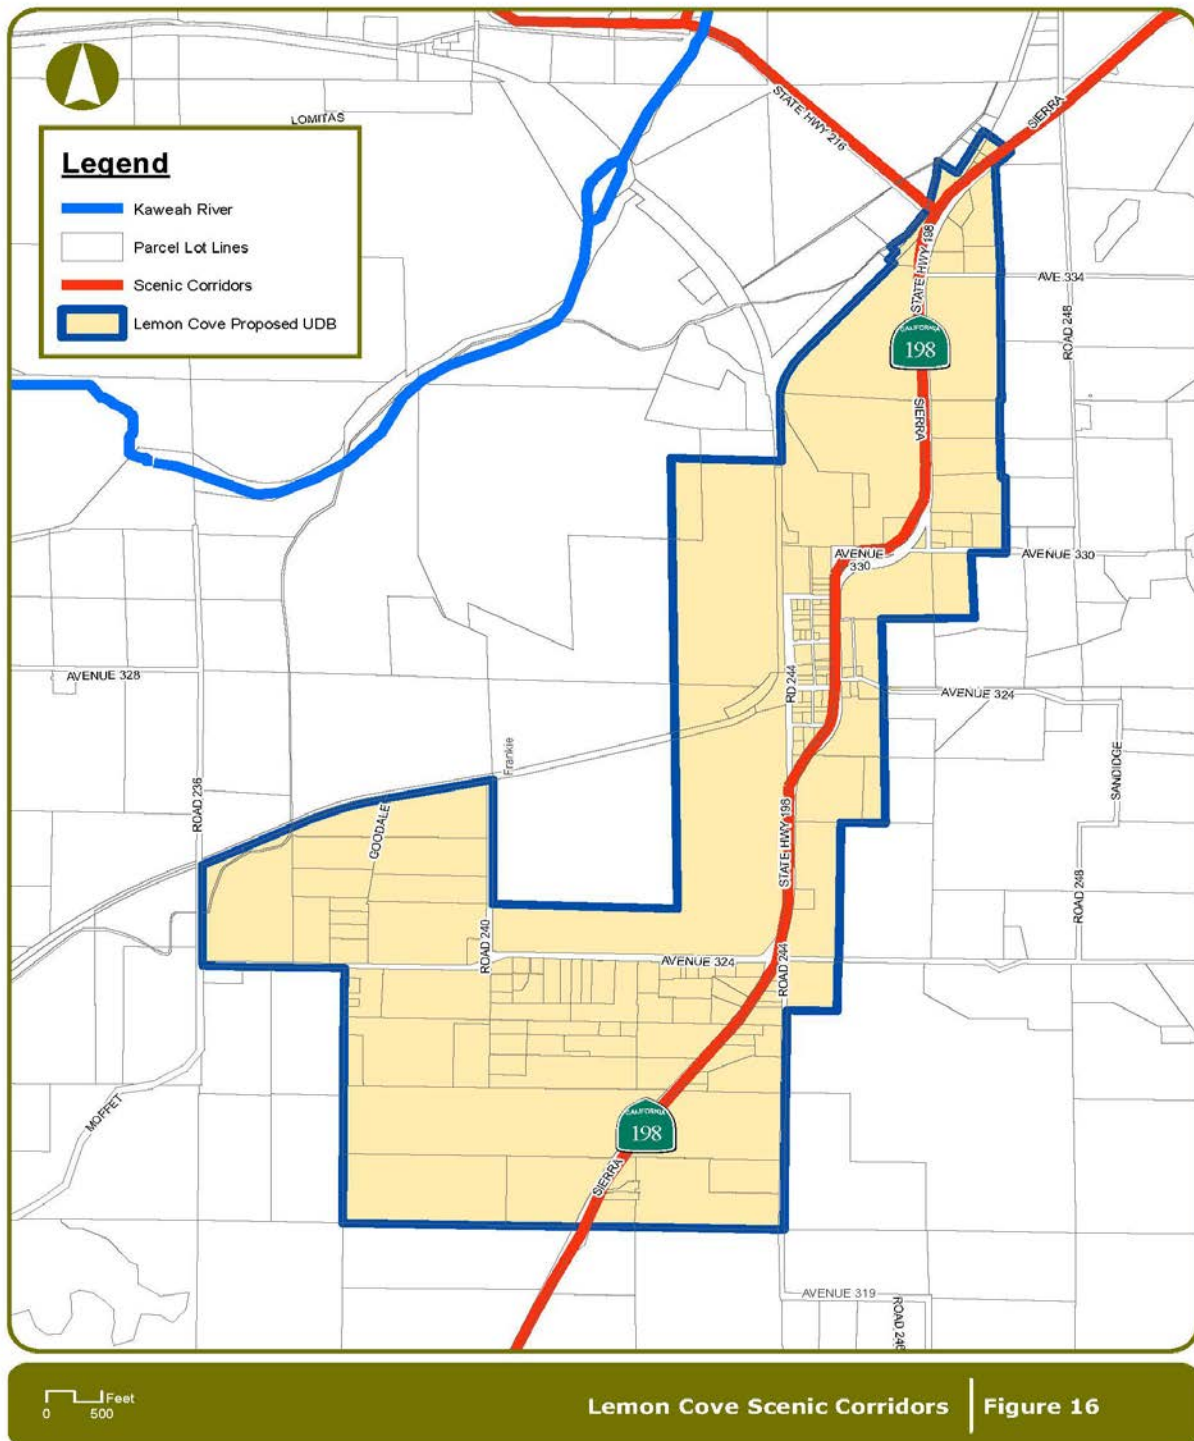 LOMITAS
Legend
Kaweah River
Parcel Lot Lines
Scenic Corridors
Lemon Cove Proposed UDB
STATE HWY 216
SIERRA
STATE HWY 198
AVE 334
ROAD 248
CALIFORNIA
198
SIERRA
AVENUE
330
AVENUE 330
AVENUE 328
RD 244
AVENUE 324
SANDIDGE
Frankie
ROAD 236
GOODALE
STATE HWY 198
ROAD 248
ROAD 240
AVENUE 324
ROAD 244
MOFFET
CALIFORNIA
198
SIERRA
AVENUE 319
ROAD 246
Feet
0 500
Lemon Cove Scenic Corridors
Figure 16